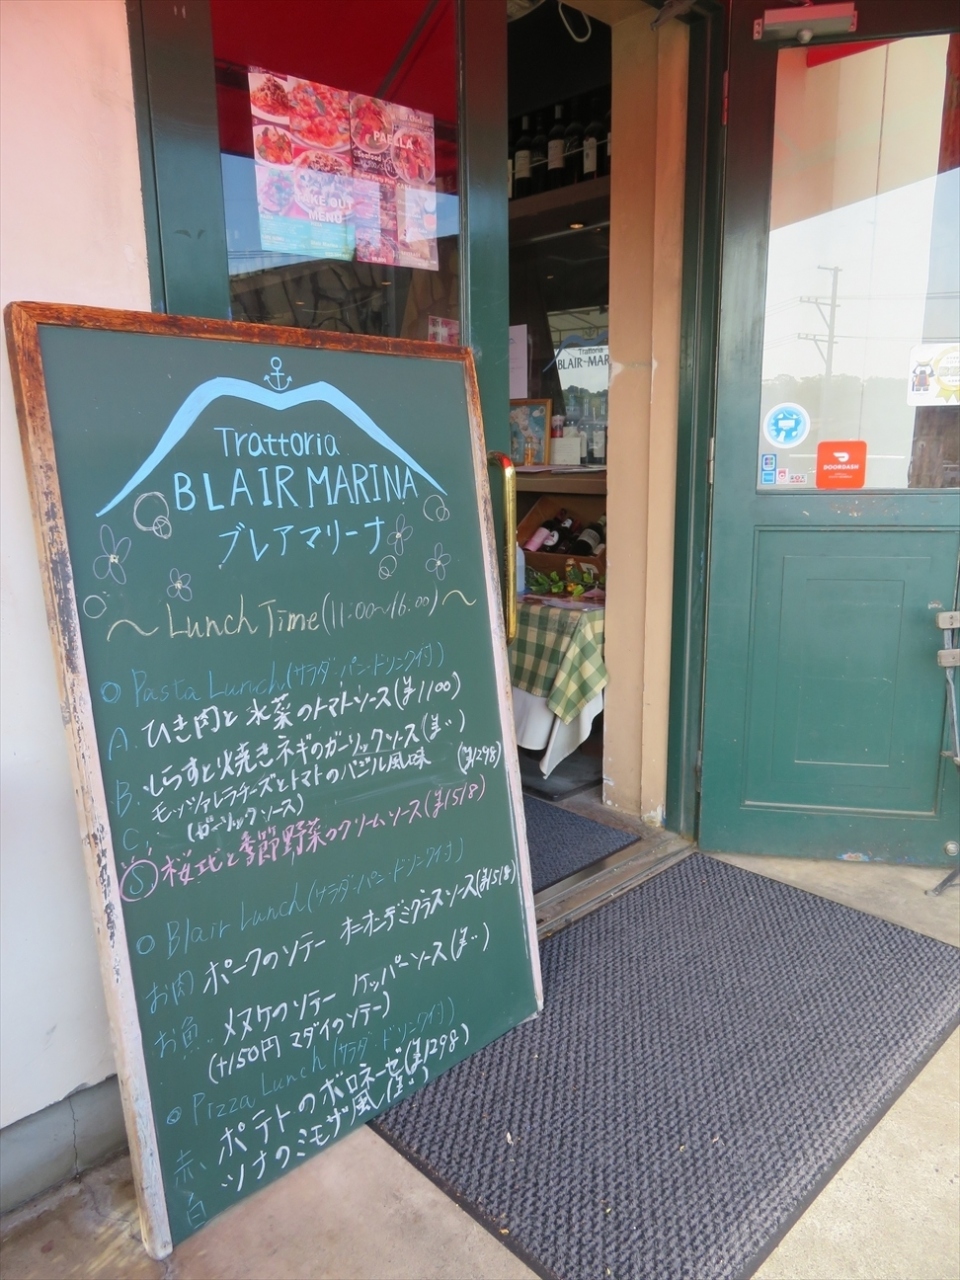 PAELLA
TAKE OUT
MENU
Trattoria
BLAIR MARINA
ブレアマリーナ
〜Lunch Time(11:00〜16:00)〜
○ Pasta Lunch(サラダ・パン・ドリンク付)
A. ひき肉と水菜のトマトソース(¥1100)
B. しらすと焼きネギのガーリックソース(〃)
C. モッツァレラチーズとトマトのバジル風味 (¥1298)
(ガーリックソース)
Ⓢ 桜エビと季節野菜のクリームソース(¥1518)
○ Blair Lunch(サラダ・パン・ドリンク付)
お肉 ポークのソテー オニオンデミグラスソース(¥1518)
お魚 メヌケのソテー ケッパーソース(〃)
(+150円 マダイのソテー)
◎ Pizza Lunch(サラダ・ドリンク付)
赤、ポテトのボロネーゼ(¥1298)
白 ツナのミモザ風(〃)
Trattoria
BLAIR MAR
DOORDASH